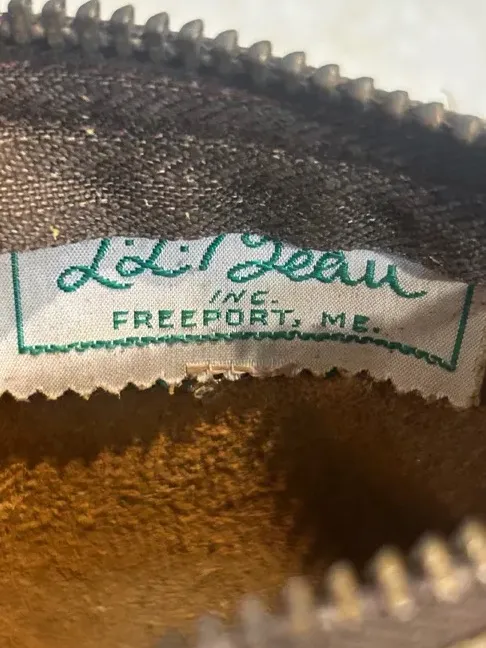 L.L. Bean
INC.
FREEPORT, ME.